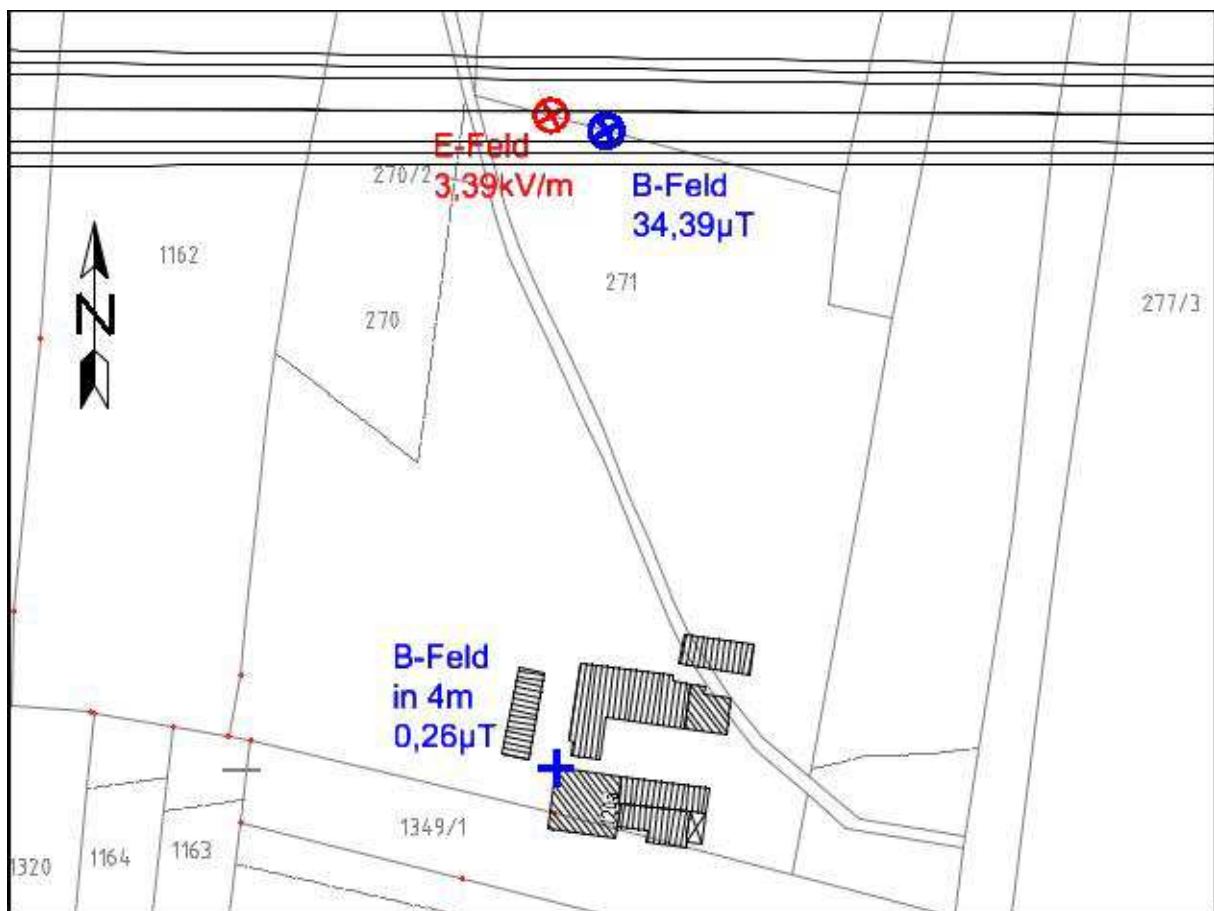 E-Feld
3,39kV/m
270/2
B-Feld
34,39µT
1162
271
270
277/3
N
B-Feld
in 4m
0,26µT
1349/1
1163
1164
1320